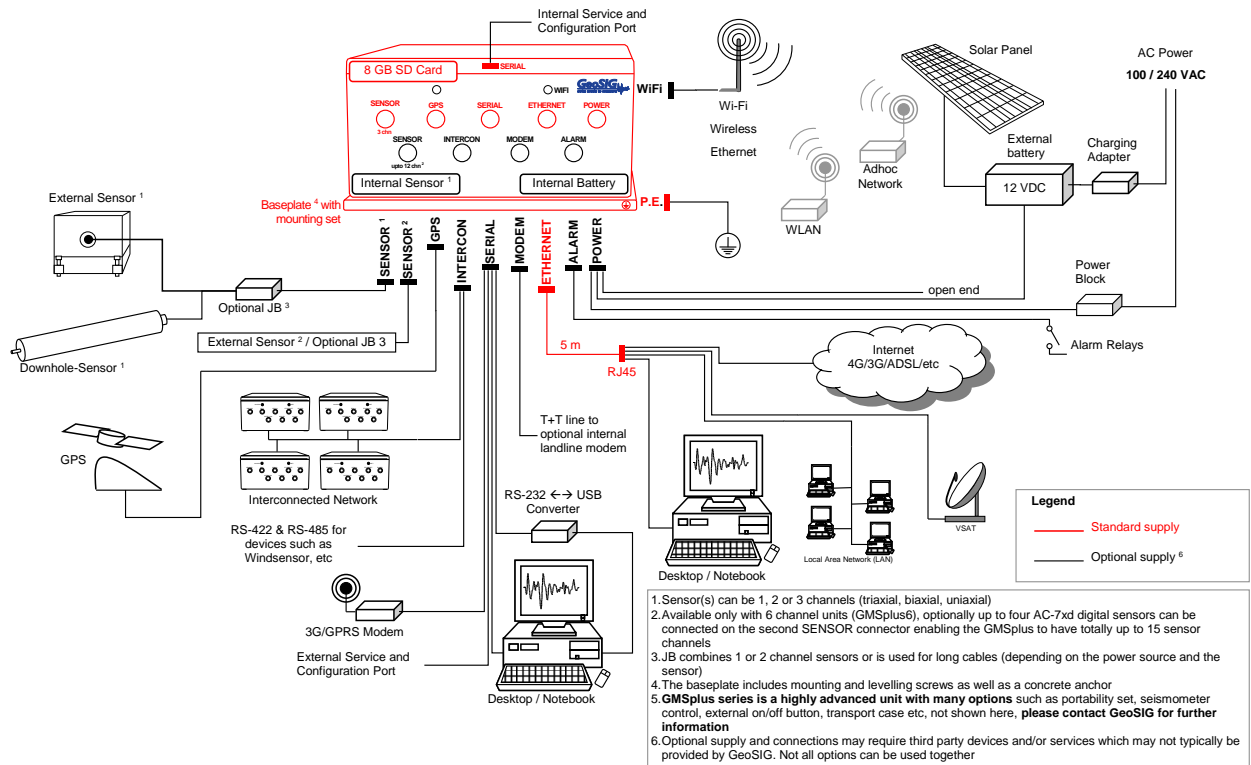 Internal Service and
Configuration Port
8 GB SD Card
SERIAL
WIFI
GeoSIG
WiFi
SENSOR
GPS
SERIAL
ETHERNET
POWER
3 chn
SENSOR
INTERCON
MODEM
ALARM
upto 12 chn ²
Internal Sensor ¹
Internal Battery
Baseplate ⁴ with
mounting set
P.E.
Wi-Fi
Wireless
Ethernet
WLAN
Adhoc
Network
Solar Panel
AC Power
100 / 240 VAC
External
battery
12 VDC
Charging
Adapter
Power
Block
External Sensor ¹
Optional JB ³
Downhole-Sensor ¹
External Sensor ² / Optional JB 3
SENSOR ¹
SENSOR ²
GPS
INTERCON
SERIAL
MODEM
ETHERNET
ALARM
POWER
open end
Alarm Relays
5 m
RJ45
Internet
4G/3G/ADSL/etc
GPS
Interconnected Network
T+T line to
optional internal
landline modem
RS-232 ←→ USB
Converter
RS-422 & RS-485 for
devices such as
Windsensor, etc
3G/GPRS Modem
External Service and
Configuration Port
Desktop / Notebook
Desktop / Notebook
Local Area Network (LAN)
VSAT
Legend
Standard supply
Optional supply ⁶
1. Sensor(s) can be 1, 2 or 3 channels (triaxial, biaxial, uniaxial)
2. Available only with 6 channel units (GMSplus6), optionally up to four AC-7xd digital sensors can be
connected on the second SENSOR connector enabling the GMSplus to have totally up to 15 sensor
channels
3. JB combines 1 or 2 channel sensors or is used for long cables (depending on the power source and the
sensor)
4. The baseplate includes mounting and levelling screws as well as a concrete anchor
5. GMSplus series is a highly advanced unit with many options such as portability set, seismometer
control, external on/off button, transport case etc, not shown here, please contact GeoSIG for further
information
6. Optional supply and connections may require third party devices and/or services which may not typically be
provided by GeoSIG. Not all options can be used together